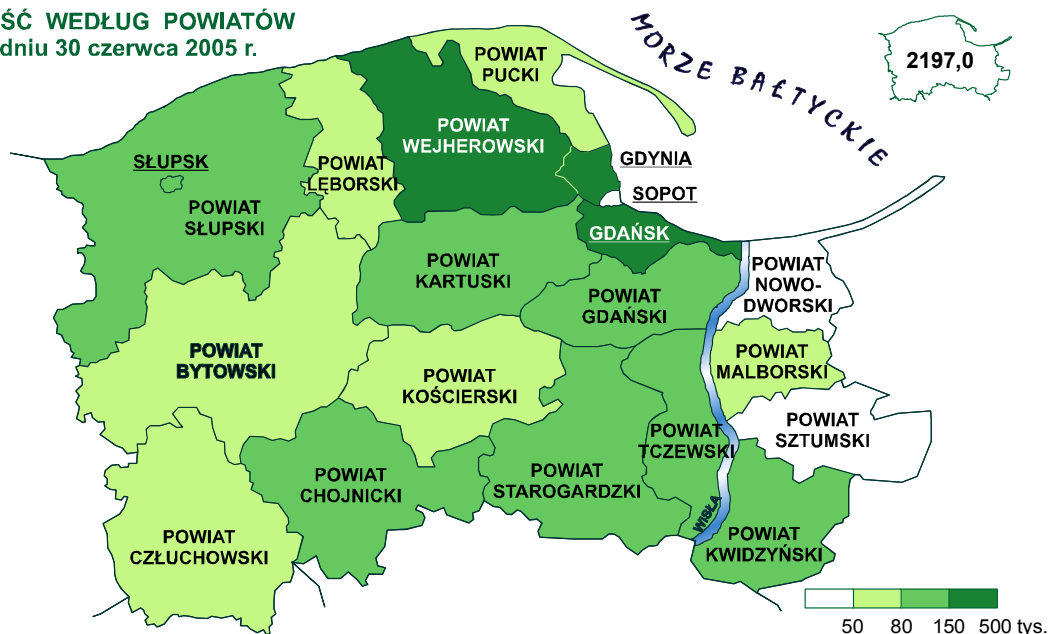 ŚĆ WEDŁUG POWIATÓW
dniu 30 czerwca 2005 r.
MORZE BAŁTYCKIE
2197,0
POWIAT
PUCKI
POWIAT
WEJHEROWSKI
SŁUPSK
POWIAT
SŁUPSKI
POWIAT
LĘBORSKI
GDYNIA
SOPOT
GDAŃSK
POWIAT
KARTUSKI
POWIAT
GDAŃSKI
POWIAT
NOWO-
DWORSKI
POWIAT
BYTOWSKI
POWIAT
KOŚCIERSKI
POWIAT
MALBORSKI
POWIAT
SZTUMSKI
POWIAT
TCZEWSKI
POWIAT
CHOJNICKI
POWIAT
STAROGARDZKI
WISŁA
POWIAT
CZŁUCHOWSKI
POWIAT
KWIDZYŃSKI
50 80 150 500 tys.